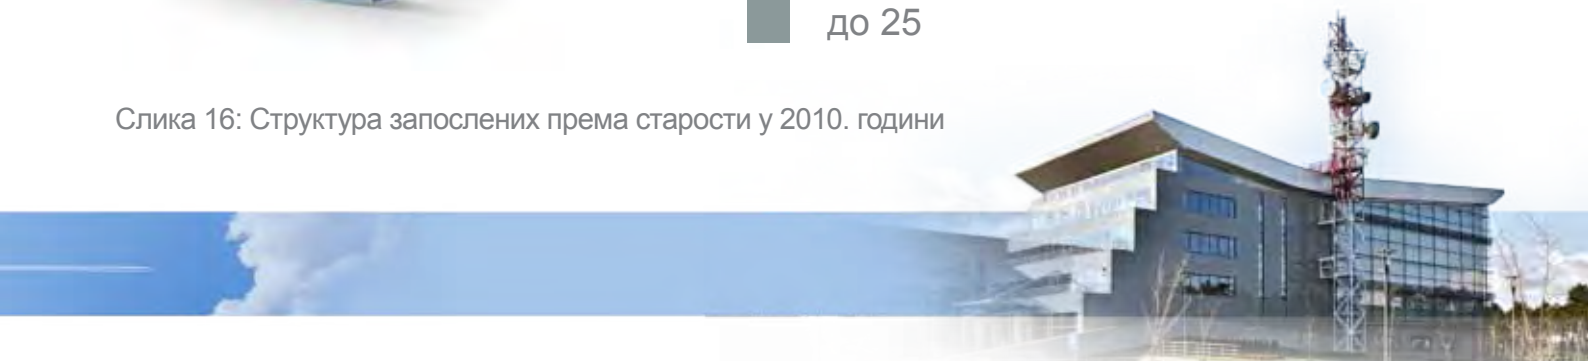 до 25
Слика 16: Структура запослених према старости у 2010. години